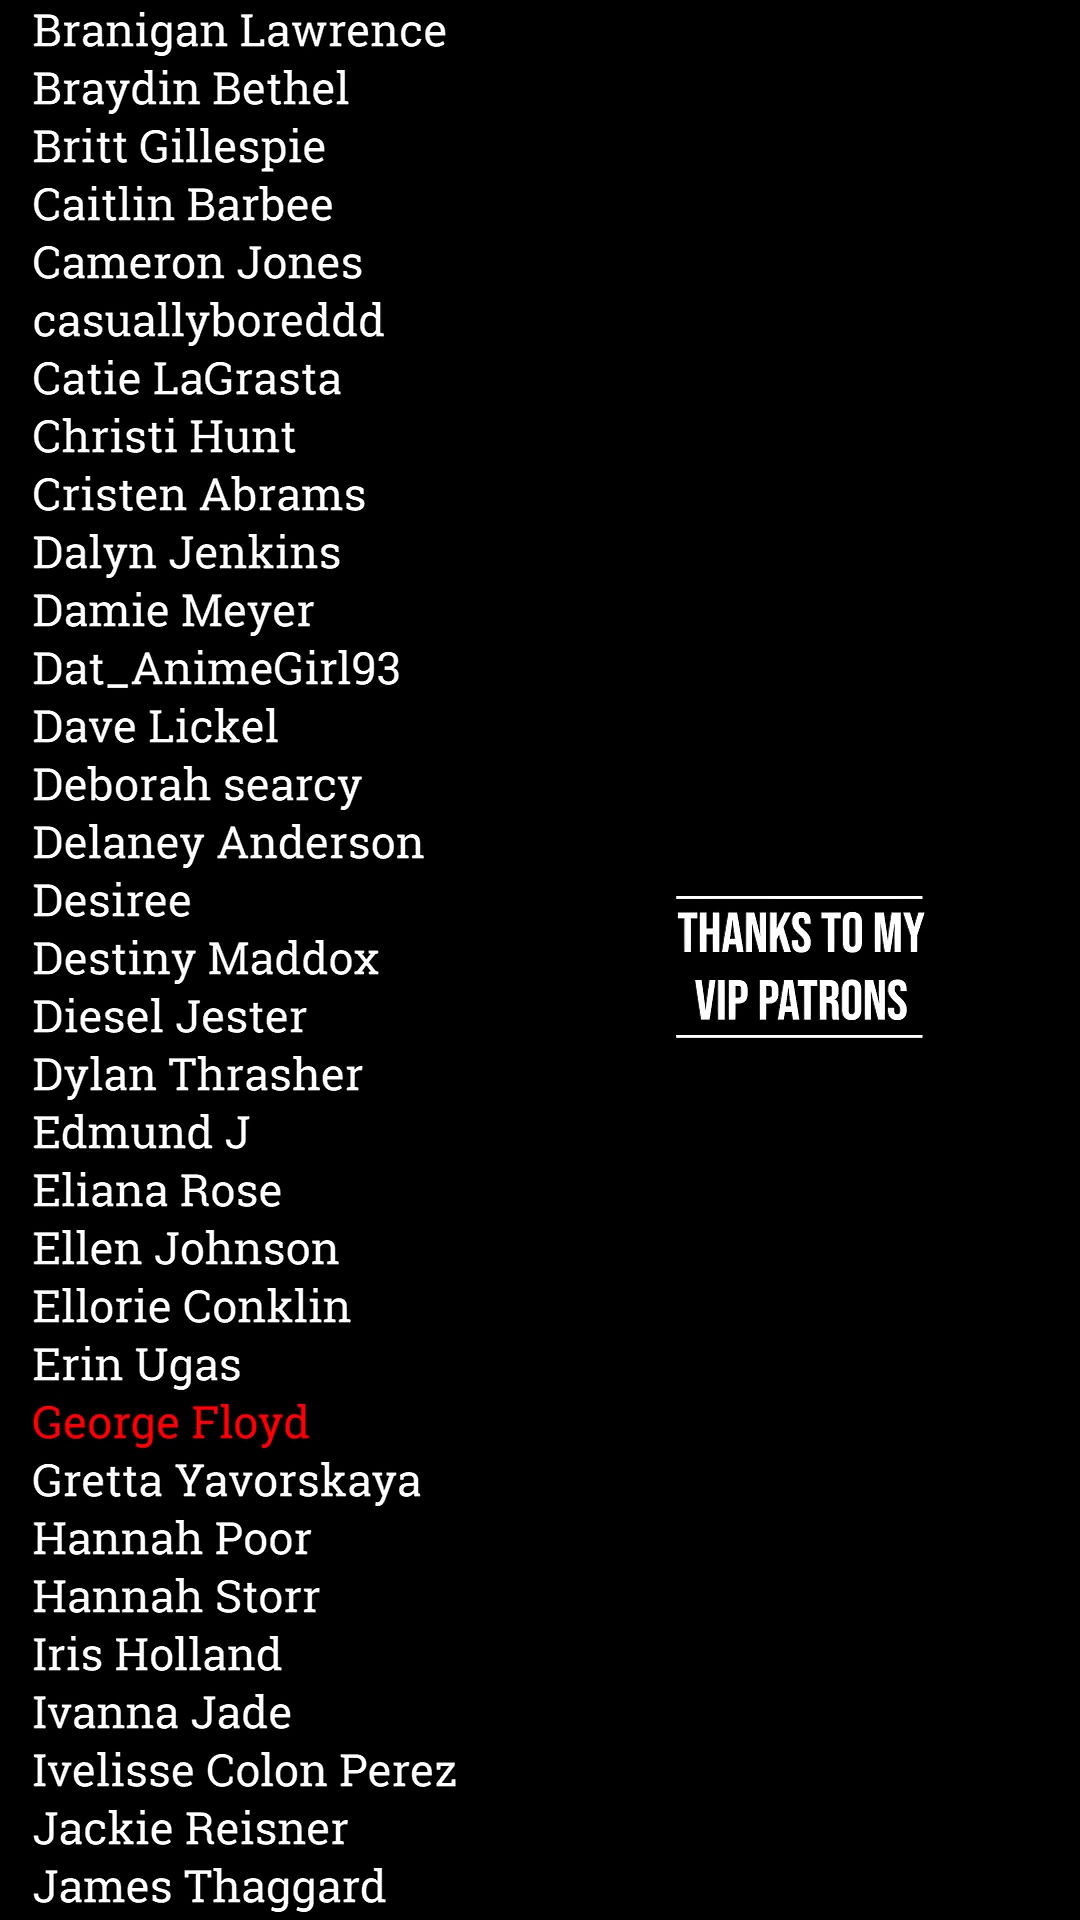 Branigan Lawrence
Braydin Bethel
Britt Gillespie
Caitlin Barbee
Cameron Jones
casuallyboreddd
Catie LaGrasta
Christi Hunt
Cristen Abrams
Dalyn Jenkins
Damie Meyer
Dat_AnimeGirl93
Dave Lickel
Deborah searcy
Delaney Anderson
Desiree
Destiny Maddox
Diesel Jester
Dylan Thrasher
Edmund J
Eliana Rose
Ellen Johnson
Ellorie Conklin
Erin Ugas
George Floyd
Gretta Yavorskaya
Hannah Poor
Hannah Storr
Iris Holland
Ivanna Jade
Ivelisse Colon Perez
Jackie Reisner
James Thaggard
THANKS TO MY
VIP PATRONS